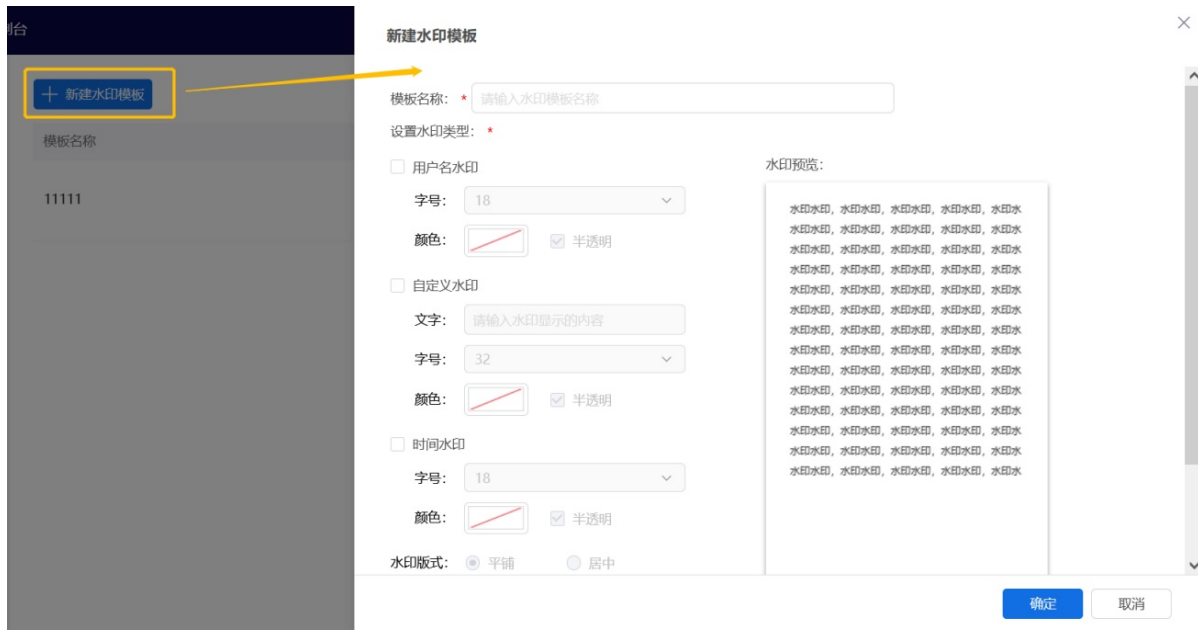 新建水印模板
新建水印模板
模板名称
11111
模板名称: *
请输入水印模板名称
设置水印类型: *
用户名水印
字号: 18
颜色: 半透明
自定义水印
文字: 请输入水印显示的内容
字号: 32
颜色: 半透明
时间水印
字号: 18
颜色: 半透明
水印版式: 平铺 居中
水印预览:
水印水印, 水印水印, 水印水印, 水印水印, 水印水
水印水印, 水印水印, 水印水印, 水印水印, 水印水
水印水印, 水印水印, 水印水印, 水印水印, 水印水
水印水印, 水印水印, 水印水印, 水印水印, 水印水
水印水印, 水印水印, 水印水印, 水印水印, 水印水
水印水印, 水印水印, 水印水印, 水印水印, 水印水
水印水印, 水印水印, 水印水印, 水印水印, 水印水
水印水印, 水印水印, 水印水印, 水印水印, 水印水
水印水印, 水印水印, 水印水印, 水印水印, 水印水
水印水印, 水印水印, 水印水印, 水印水印, 水印水
水印水印, 水印水印, 水印水印, 水印水印, 水印水
水印水印, 水印水印, 水印水印, 水印水印, 水印水
水印水印, 水印水印, 水印水印, 水印水印, 水印水
水印水印, 水印水印, 水印水印, 水印水印, 水印水
确定 取消